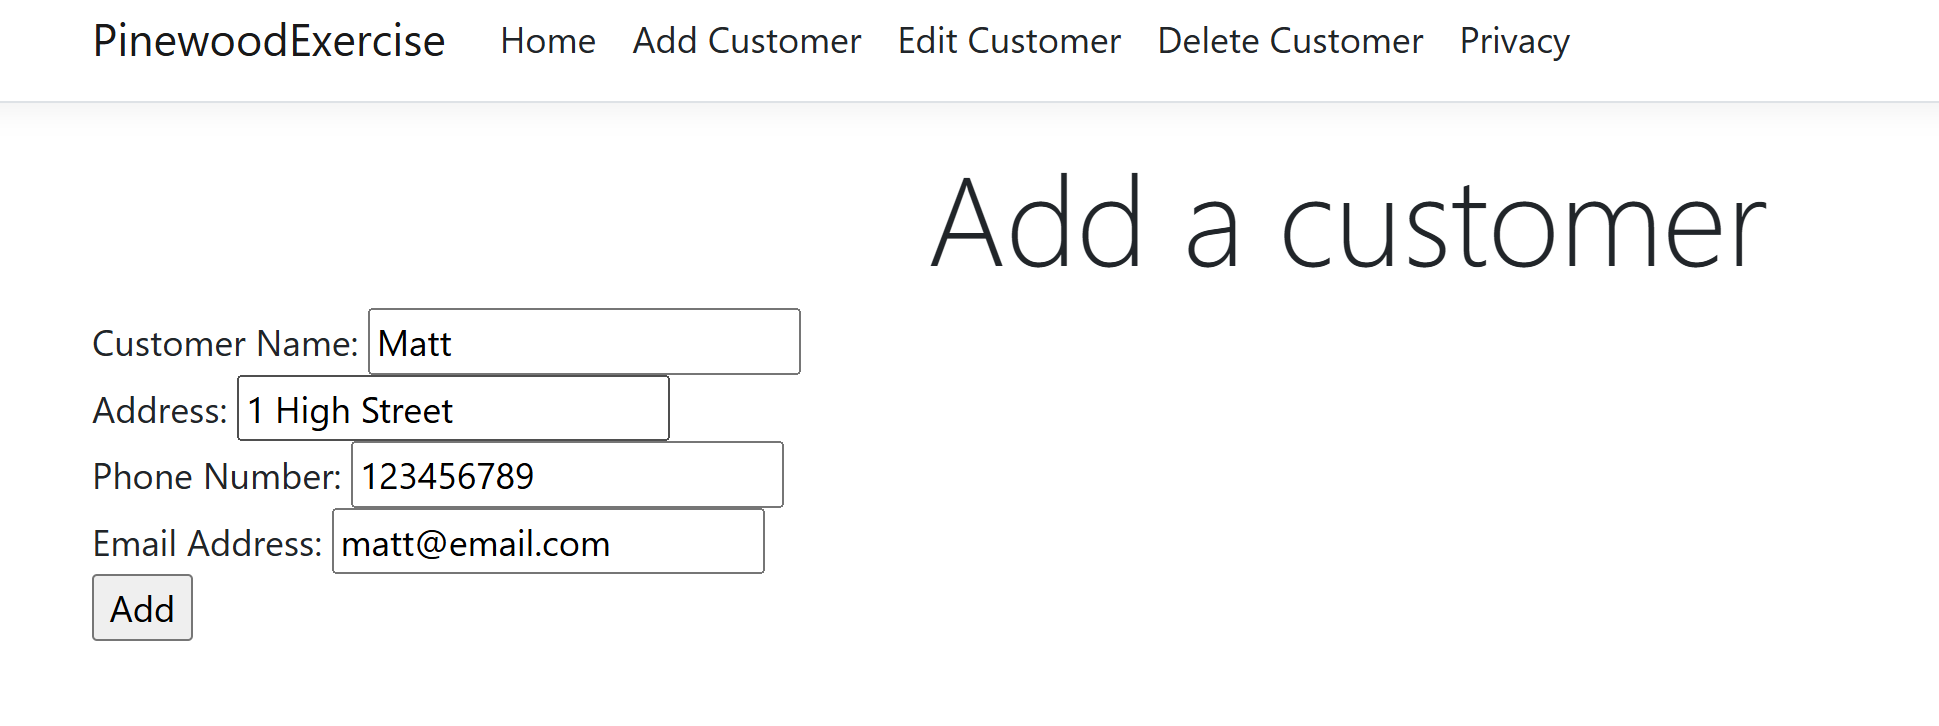 PinewoodExercise Home Add Customer Edit Customer Delete Customer Privacy
Add a customer
Customer Name: Matt
Address: 1 High Street
Phone Number: 123456789
Email Address: matt@email.com
Add